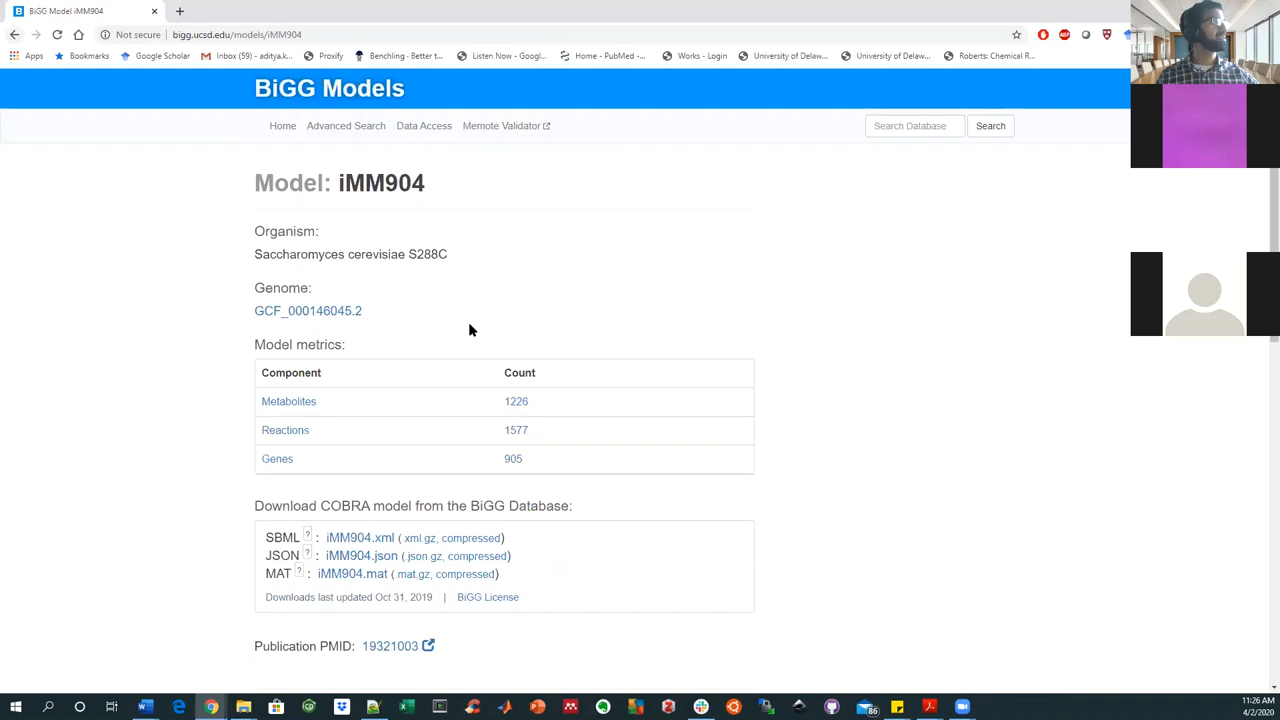 BiGG Model iMM904
Not secure | bigg.ucsd.edu/models/iMM904
Apps Bookmarks Google Scholar Inbox (59) - aditya.k... Proxify Benchling - Better t... Listen Now - Googl... Home - PubMed -... Works - Login University of Delaw... University of Delaw... Roberts: Chemical R...
BiGG Models
Home Advanced Search Data Access Memote Validator Search Database Search
Model: iMM904
Organism:
Saccharomyces cerevisiae S288C
Genome:
GCF_000146045.2
Model metrics:
Component Count
Metabolites 1226
Reactions 1577
Genes 905
Download COBRA model from the BiGG Database:
SBML ? : iMM904.xml (.xml.gz, compressed)
JSON ? : iMM904.json (.json.gz, compressed)
MAT ? : iMM904.mat (.mat.gz, compressed)
Downloads last updated Oct 31, 2019 | BiGG License
Publication PMID: 19321003
86
11:26 AM
4/2/2020